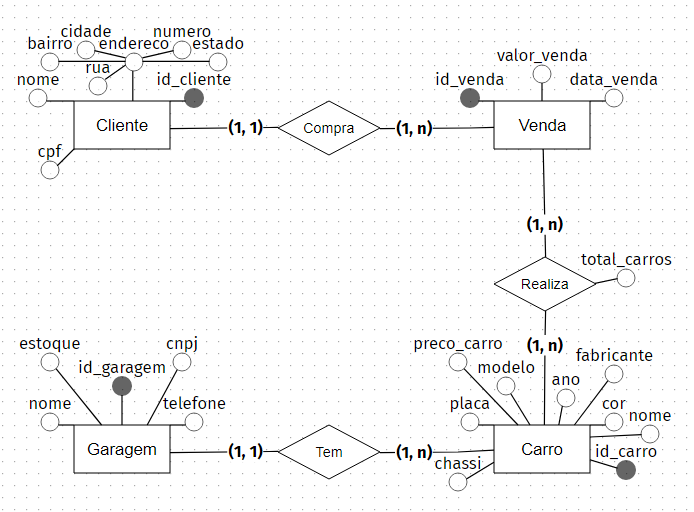 cidade
numero
bairro
endereco
estado
rua
nome
id_cliente
Cliente
cpf
(1, 1)
Compra
(1, n)
valor_venda
id_venda
data_venda
Venda
(1, n)
total_carros
Realiza
(1, n)
estoque
cnpj
id_garagem
nome
telefone
Garagem
(1, 1)
Tem
(1, n)
preco_carro
fabricante
modelo
ano
placa
cor
nome
Carro
id_carro
chassi